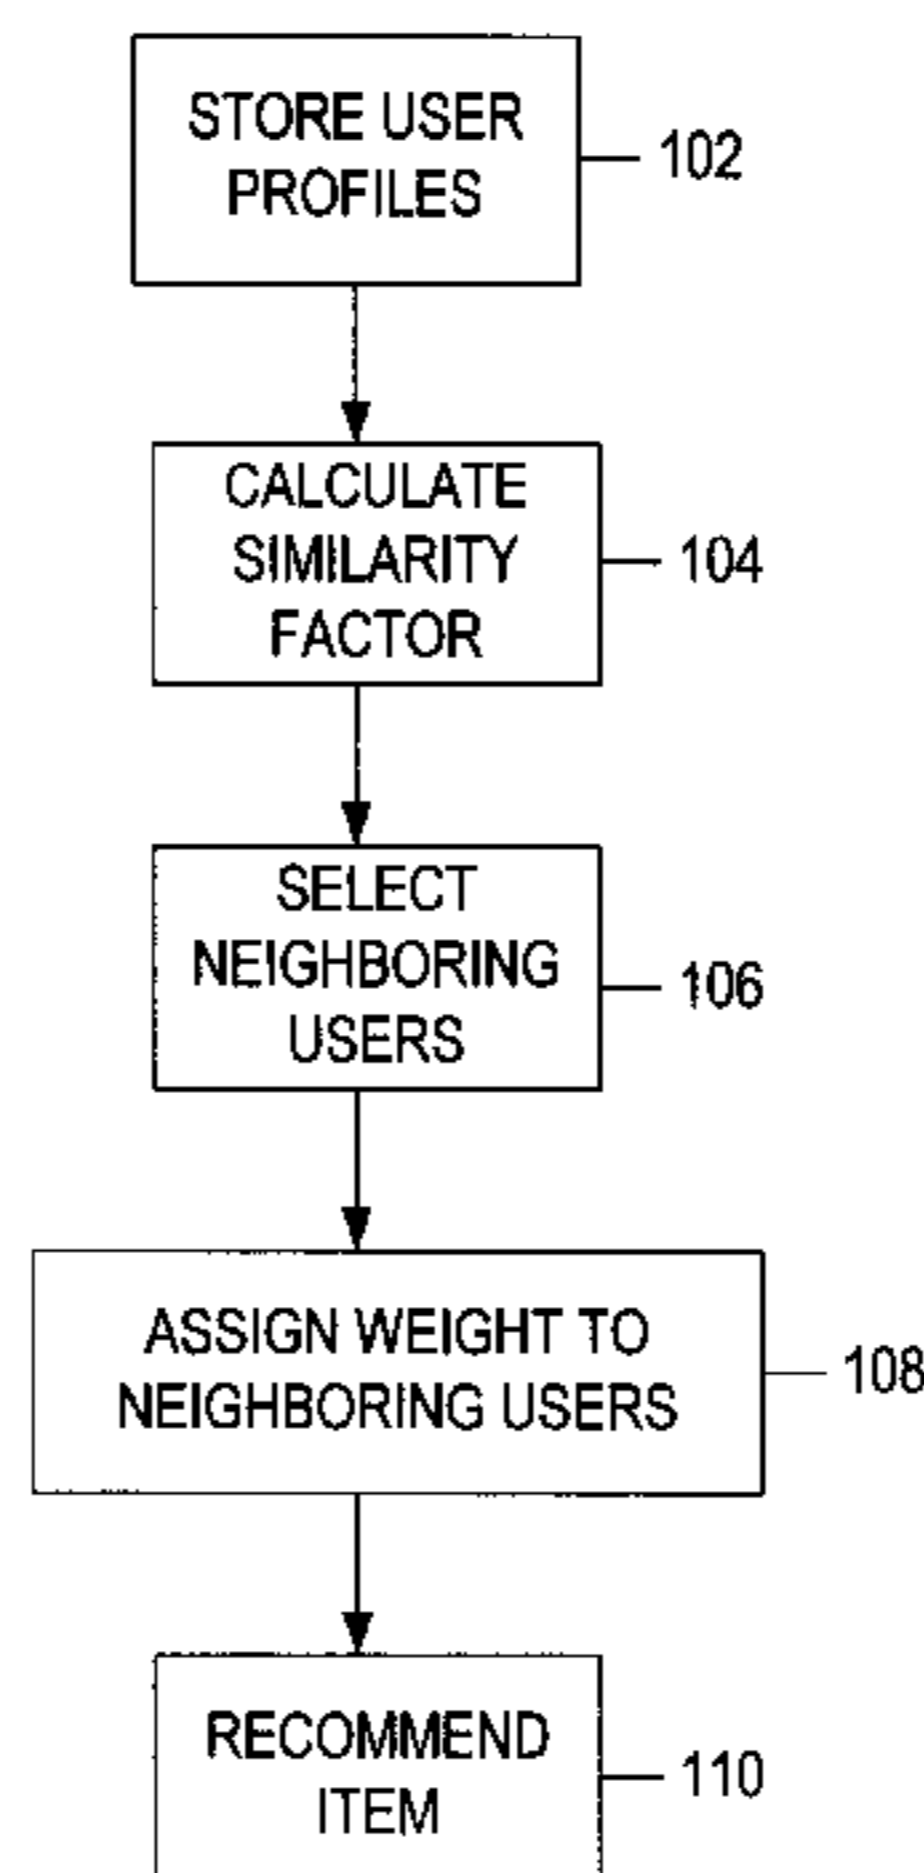 STORE USER
PROFILES
102
CALCULATE
SIMILARITY
FACTOR
104
SELECT
NEIGHBORING
USERS
106
ASSIGN WEIGHT TO
NEIGHBORING USERS
108
RECOMMEND
ITEM
110